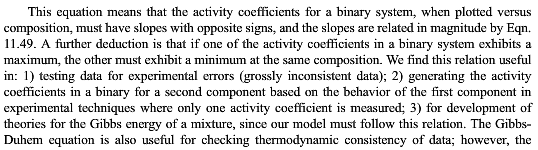 This equation means that the activity coefficients for a binary system, when plotted versus
composition, must have slopes with opposite signs, and the slopes are related in magnitude by Eqn.
11.49. A further deduction is that if one of the activity coefficients in a binary system exhibits a
maximum, the other must exhibit a minimum at the same composition. We find this relation useful
in: 1) testing data for experimental errors (grossly inconsistent data); 2) generating the activity
coefficients in a binary for a second component based on the behavior of the first component in
experimental techniques where only one activity coefficient is measured; 3) for development of
theories for the Gibbs energy of a mixture, since our model must follow this relation. The Gibbs-
Duhem equation is also useful for checking thermodynamic consistency of data; however, the